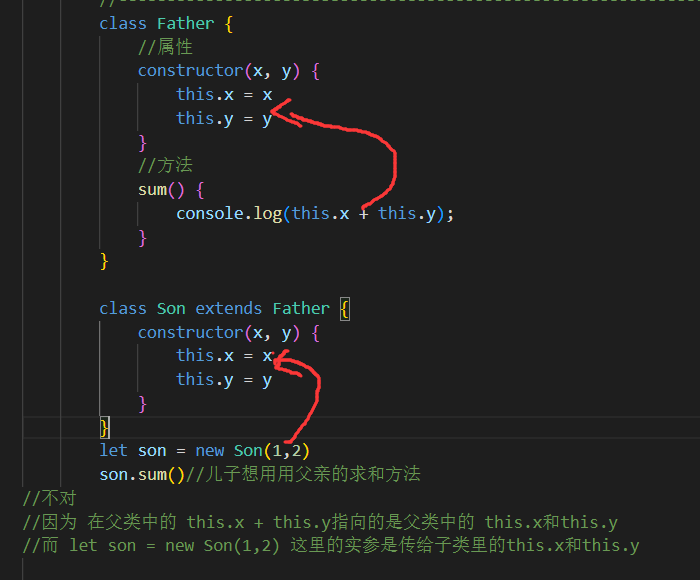 //----------------------------------------------------------------
class Father {
//属性
constructor(x, y) {
this.x = x
this.y = y
}
//方法
sum() {
console.log(this.x + this.y);
}
}
class Son extends Father {
constructor(x, y) {
this.x = x
this.y = y
}
}
let son = new Son(1,2)
son.sum()//儿子想用用父亲的求和方法
//不对
//因为 在父类中的 this.x + this.y指向的是父类中的 this.x和this.y
//而 let son = new Son(1,2) 这里的实参是传给子类里的this.x和this.y